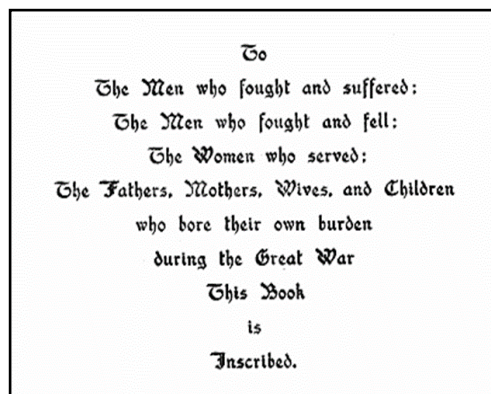 To
The Men who fought and suffered:
The Men who fought and fell:
The Women who served:
The Fathers, Mothers, Wives, and Children
who bore their own burden
during the Great War
This Book
is
Inscribed.